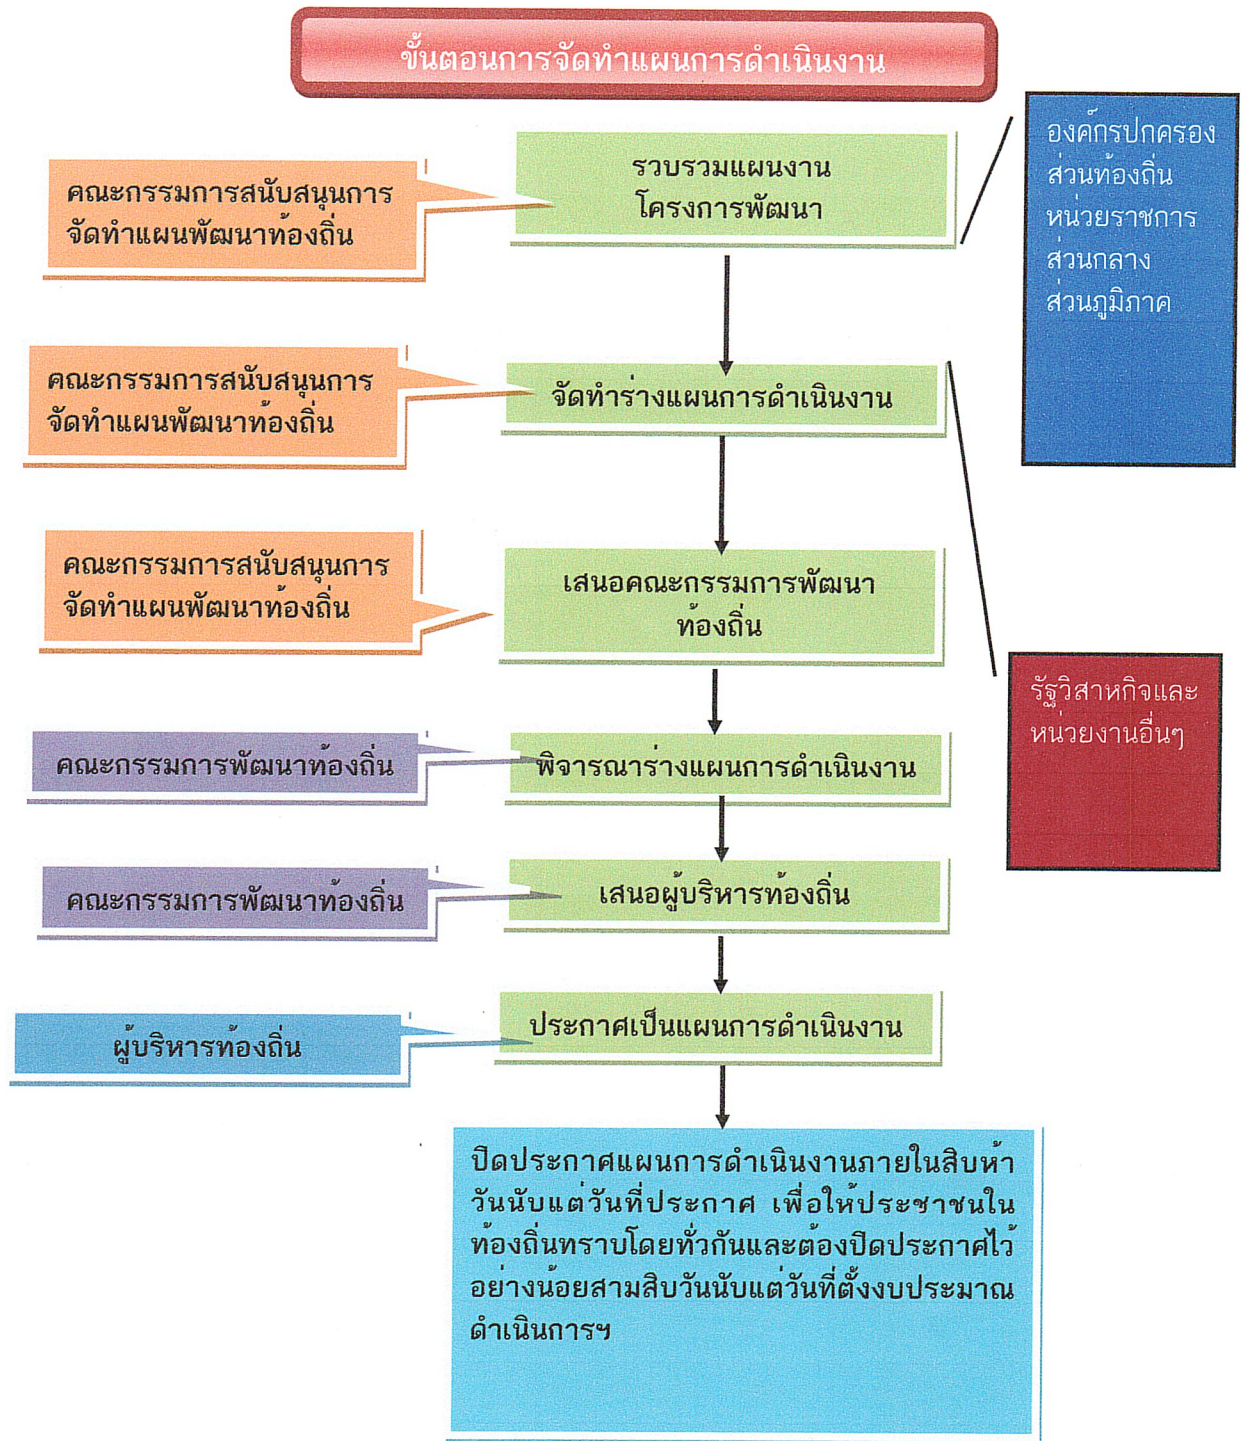 ขั้นตอนการจัดทำแผนการดำเนินงาน
องค์กรปกครอง
ส่วนท้องถิ่น
หน่วยราชการ
ส่วนกลาง
ส่วนภูมิภาค
คณะกรรมการสนับสนุนการ
จัดทำแผนพัฒนาท้องถิ่น
รวบรวมแผนงาน
โครงการพัฒนา
คณะกรรมการสนับสนุนการ
จัดทำแผนพัฒนาท้องถิ่น
จัดทำร่างแผนการดำเนินงาน
คณะกรรมการสนับสนุนการ
จัดทำแผนพัฒนาท้องถิ่น
เสนอคณะกรรมการพัฒนา
ท้องถิ่น
รัฐวิสาหกิจและ
หน่วยงานอื่นๆ
คณะกรรมการพัฒนาท้องถิ่น
พิจารณาร่างแผนการดำเนินงาน
คณะกรรมการพัฒนาท้องถิ่น
เสนอผู้บริหารท้องถิ่น
ผู้บริหารท้องถิ่น
ประกาศเป็นแผนการดำเนินงาน
ปิดประกาศแผนการดำเนินงานภายในสิบห้า
วันนับแต่วันที่ประกาศ เพื่อให้ประชาชนใน
ท้องถิ่นทราบโดยทั่วกันและต้องปิดประกาศไว้
อย่างน้อยสามสิบวันนับแต่วันที่ตั้งงบประมาณ
ดำเนินการฯ